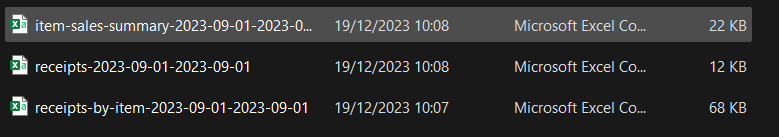 item-sales-summary-2023-09-01-2023-0... 19/12/2023 10:08 Microsoft Excel Co... 22 KB
receipts-2023-09-01-2023-09-01 19/12/2023 10:08 Microsoft Excel Co... 12 KB
receipts-by-item-2023-09-01-2023-09-01 19/12/2023 10:07 Microsoft Excel Co... 68 KB